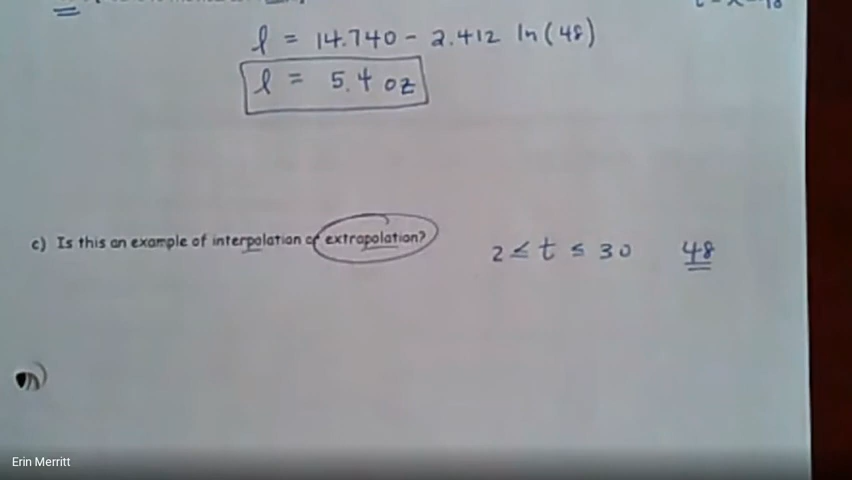 l = 14.740 - 2.412 ln(48)
l = 5.4 oz
c) Is this an example of interpolation or extrapolation? 2 ≤ t ≤ 30 48
Erin Merritt